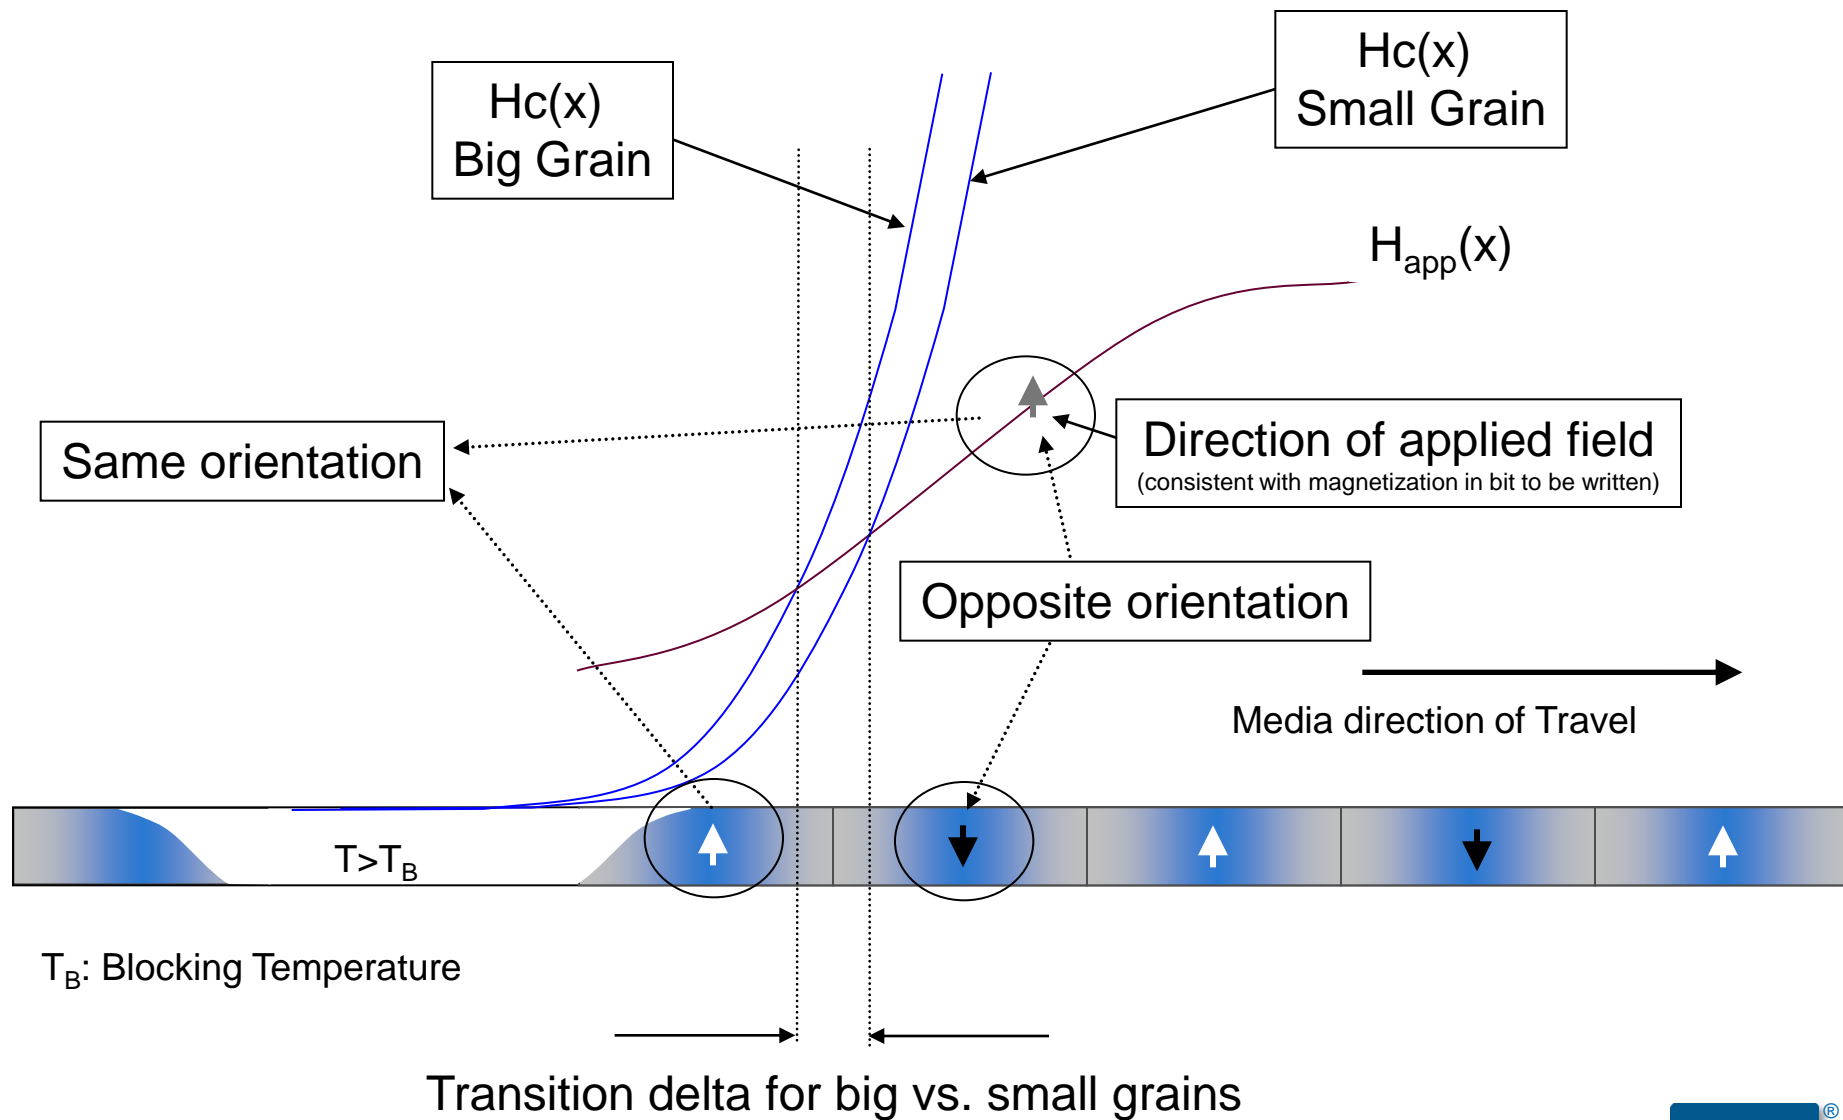 Hc(x)
Big Grain
Hc(x)
Small Grain
Happ(x)
Same orientation
Direction of applied field
(consistent with magnetization in bit to be written)
Opposite orientation
Media direction of Travel
T>TB
TB: Blocking Temperature
Transition delta for big vs. small grains
®